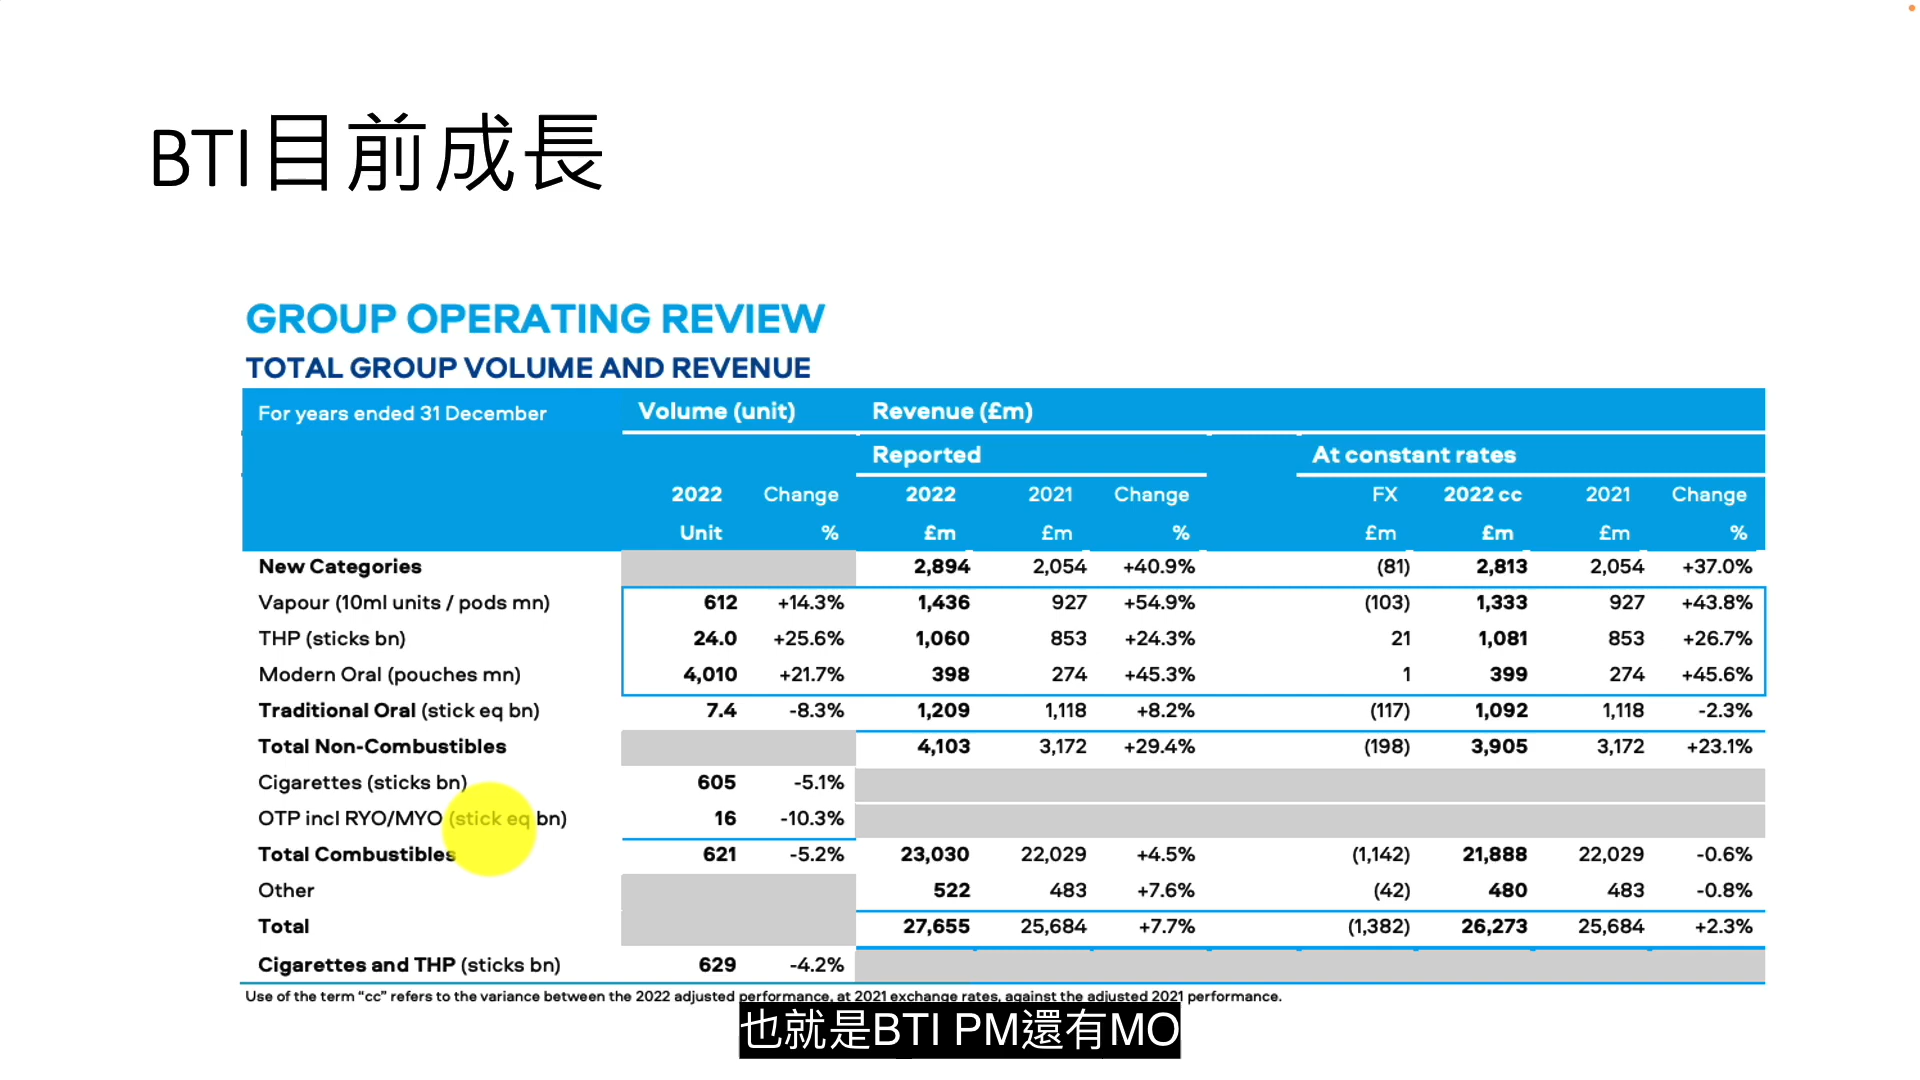 BTI目前成長
GROUP OPERATING REVIEW
TOTAL GROUP VOLUME AND REVENUE
For years ended 31 December Volume (unit) Revenue (£m)
Reported At constant rates
2022 Change 2022 2021 Change FX 2022 cc 2021 Change
Unit % £m £m % £m £m £m %
New Categories 2,894 2,054 +40.9% (81) 2,813 2,054 +37.0%
Vapour (10ml units / pods mn) 612 +14.3% 1,436 927 +54.9% (103) 1,333 927 +43.8%
THP (sticks bn) 24.0 +25.6% 1,060 853 +24.3% 21 1,081 853 +26.7%
Modern Oral (pouches mn) 4,010 +21.7% 398 274 +45.3% 1 399 274 +45.6%
Traditional Oral (stick eq bn) 7.4 -8.3% 1,209 1,118 +8.2% (117) 1,092 1,118 -2.3%
Total Non-Combustibles 4,103 3,172 +29.4% (198) 3,905 3,172 +23.1%
Cigarettes (sticks bn) 605 -5.1%
OTP incl RYO/MYO (stick eq bn) 16 -10.3%
Total Combustibles 621 -5.2% 23,030 22,029 +4.5% (1,142) 21,888 22,029 -0.6%
Other 522 483 +7.6% (42) 480 483 -0.8%
Total 27,655 25,684 +7.7% (1,382) 26,273 25,684 +2.3%
Cigarettes and THP (sticks bn) 629 -4.2%
Use of the term “cc” refers to the variance between the 2022 adjusted performance, at 2021 exchange rates, against the adjusted 2021 performance.
也就是BTI PM還有MO